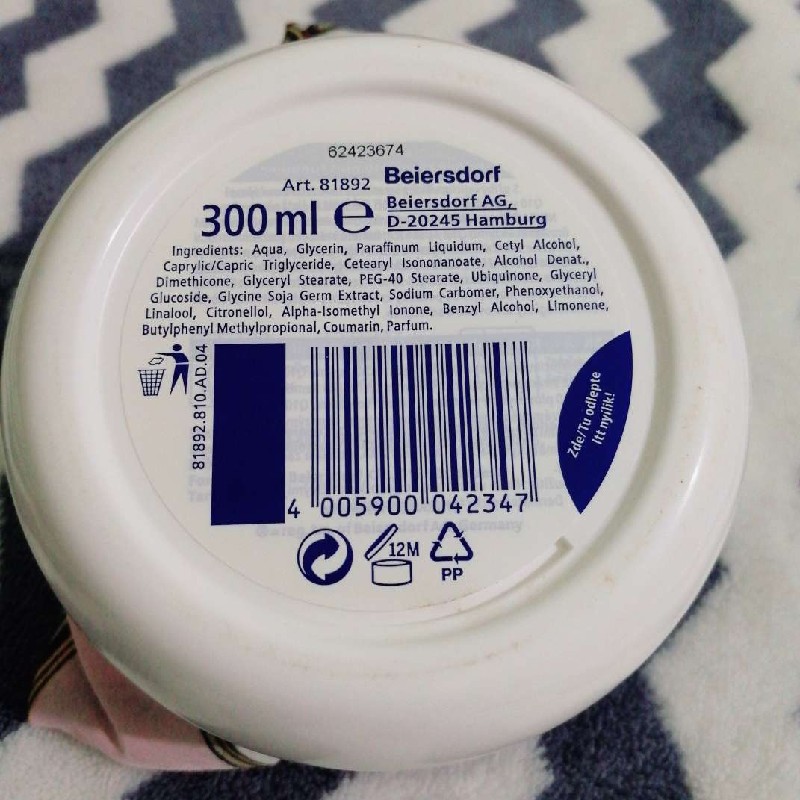 62423674
Art. 81892 Beiersdorf
300 ml e Beiersdorf AG,
D-20245 Hamburg
Ingredients: Aqua, Glycerin, Paraffinum Liquidum, Cetyl Alcohol,
Caprylic/Capric Triglyceride, Cetearyl Isononanoate, Alcohol Denat.,
Dimethicone, Glyceryl Stearate, PEG-40 Stearate, Ubiquinone, Glyceryl
Glucoside, Glycine Soja Germ Extract, Sodium Carbomer, Phenoxyethanol,
Linalool, Citronellol, Alpha-Isomethyl Ionone, Benzyl Alcohol, Limonene,
Butylphenyl Methylpropional, Coumarin, Parfum.
81892.810.AD.04
Zde/Tu odlepte
Itt nyílik!
4 005900 042347
12M
PP